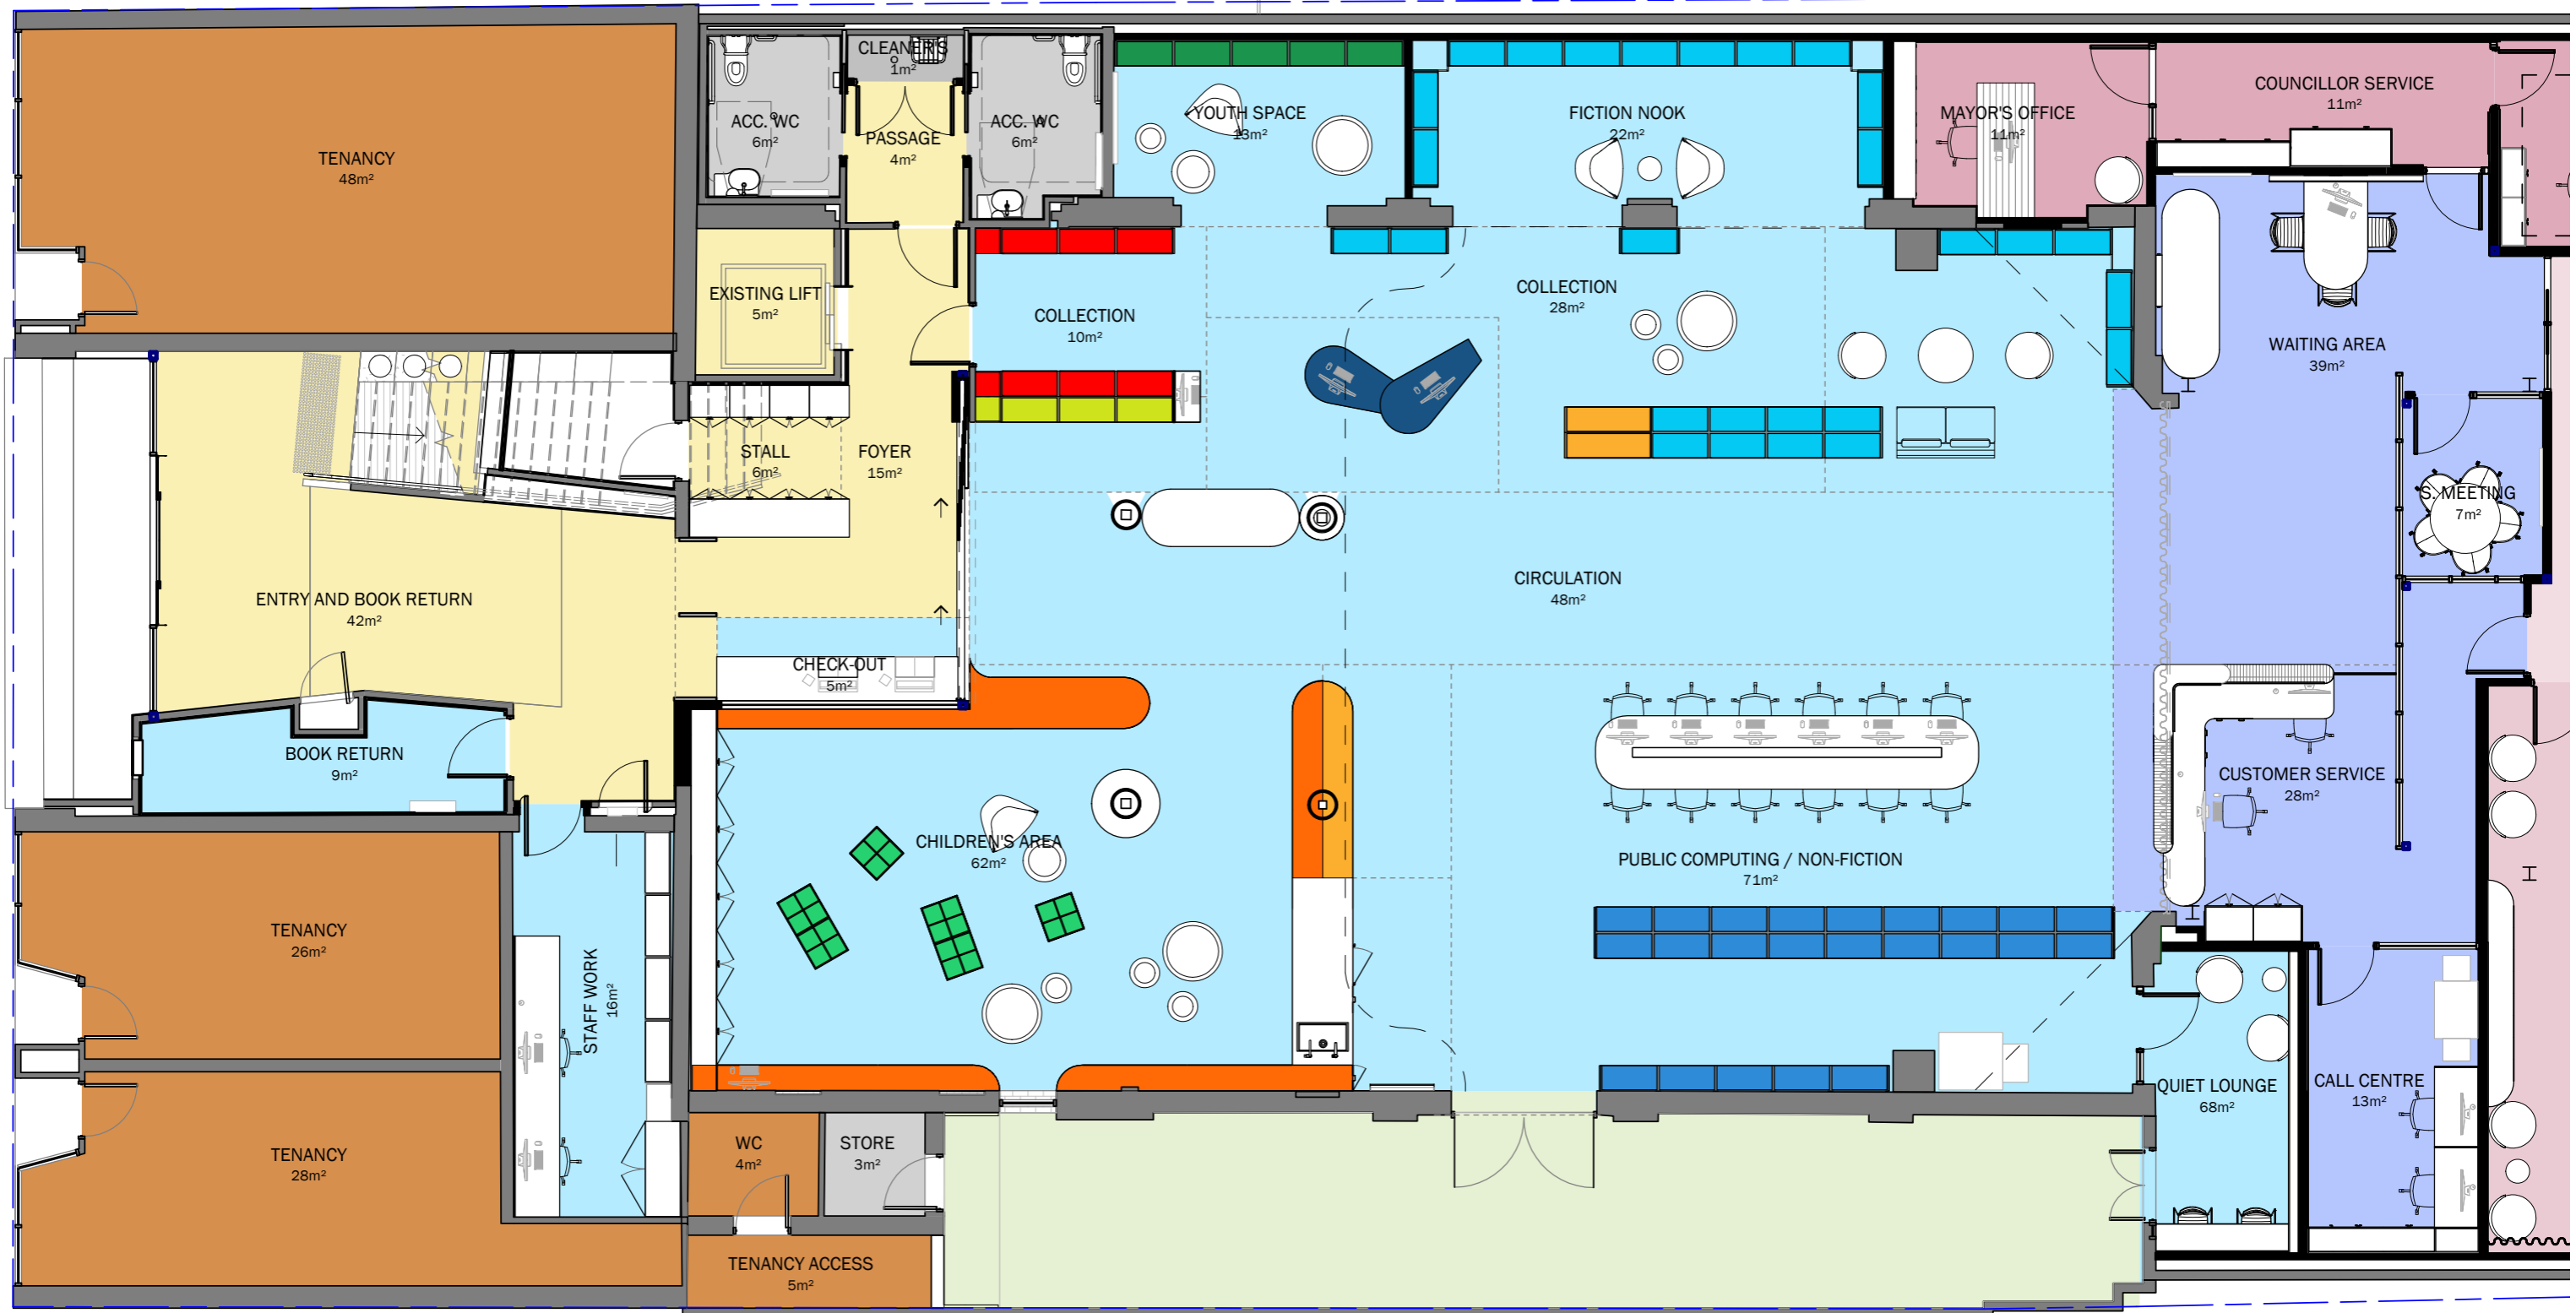 TENANCY
48m²
ACC. WC
6m²
CLEANER'S
1m²
PASSAGE
4m²
ACC. WC
6m²
YOUTH SPACE
13m²
FICTION NOOK
22m²
MAYOR'S OFFICE
11m²
COUNCILLOR SERVICE
11m²
EXISTING LIFT
5m²
COLLECTION
10m²
COLLECTION
28m²
WAITING AREA
39m²
STALL
6m²
FOYER
15m²
S. MEETING
7m²
ENTRY AND BOOK RETURN
42m²
CIRCULATION
48m²
CHECK-OUT
5m²
BOOK RETURN
9m²
CUSTOMER SERVICE
28m²
CHILDREN'S AREA
62m²
PUBLIC COMPUTING / NON-FICTION
71m²
TENANCY
26m²
STAFF WORK
16m²
QUIET LOUNGE
68m²
CALL CENTRE
13m²
TENANCY
28m²
WC
4m²
STORE
3m²
TENANCY ACCESS
5m²